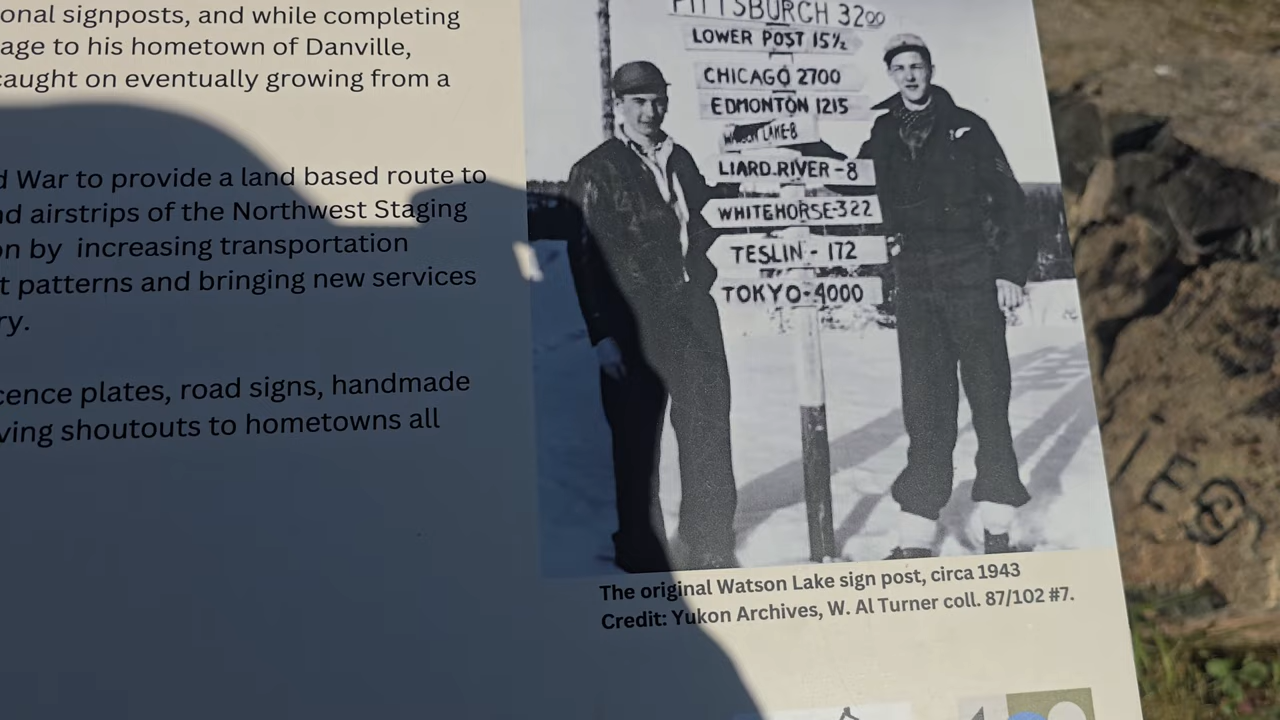 onal signposts, and while completing
age to his hometown of Danville,
caught on eventually growing from a
d War to provide a land based route to
nd airstrips of the Northwest Staging
on by increasing transportation
t patterns and bringing new services
ry.
cence plates, road signs, handmade
ving shoutouts to hometowns all
PITTSBURCH 3200
LOWER POST 15½
CHICAGO 2700
EDMONTON 1215
WATSON LAKE-8
LIARD.RIVER-8
WHITEHORSE-322
TESLIN - 172
TOKYO-4000
The original Watson Lake sign post, circa 1943
Credit: Yukon Archives, W. Al Turner coll. 87/102 #7.